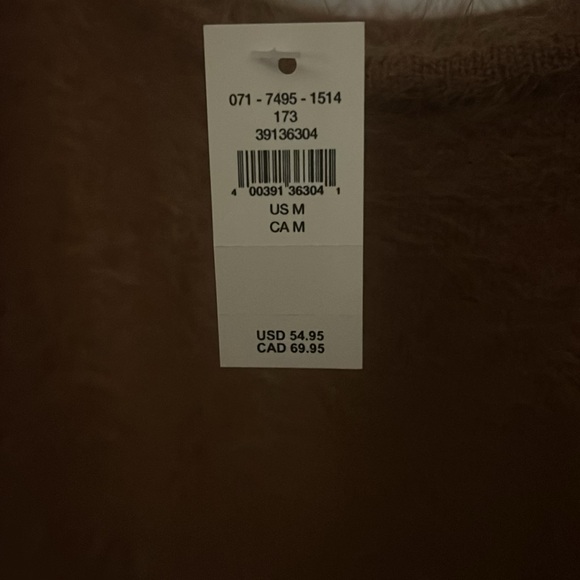 071 - 7495 - 1514
173
39136304
4 00391 36304 1
US M
CA M
USD 54.95
CAD 69.95